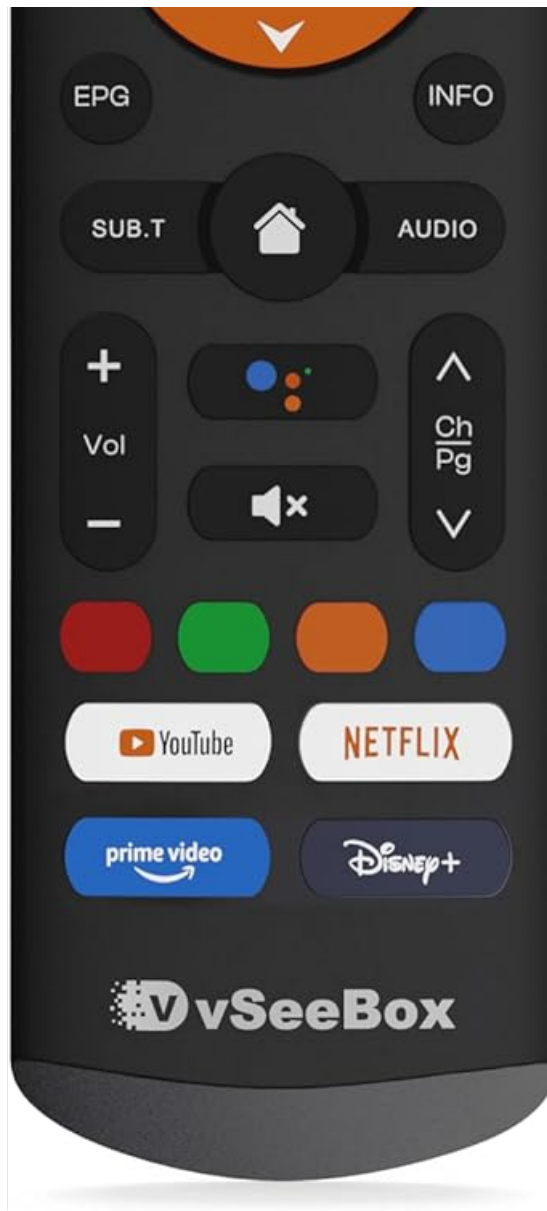 EPG
INFO
SUB.T
AUDIO
Vol
Ch
Pg
YouTube
NETFLIX
prime video
Disney+
V vSeeBox